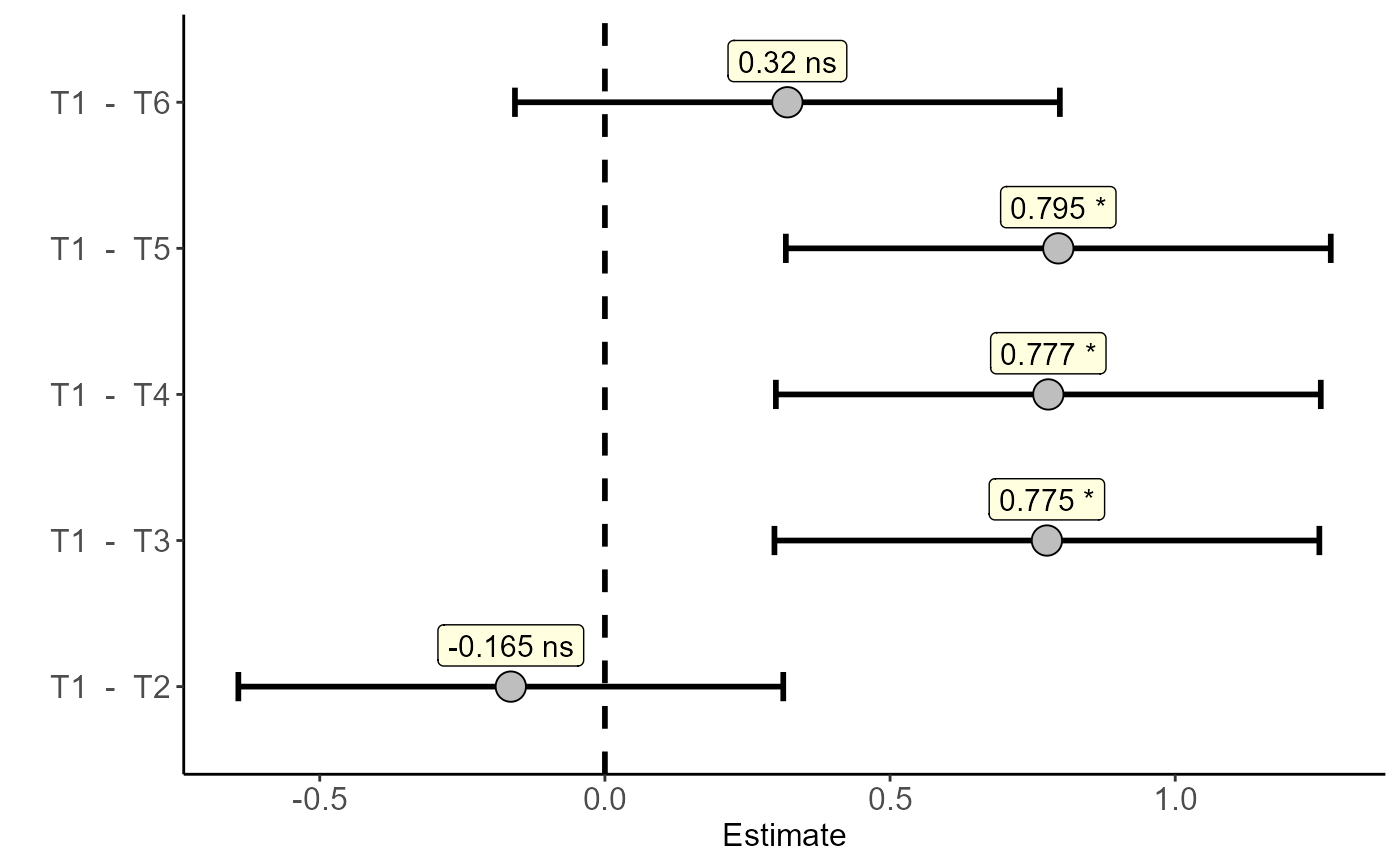 0.32 ns
T1 - T6
0.795 *
T1 - T5
0.777 *
T1 - T4
0.775 *
T1 - T3
-0.165 ns
T1 - T2
-0.5 0.0 0.5 1.0
Estimate